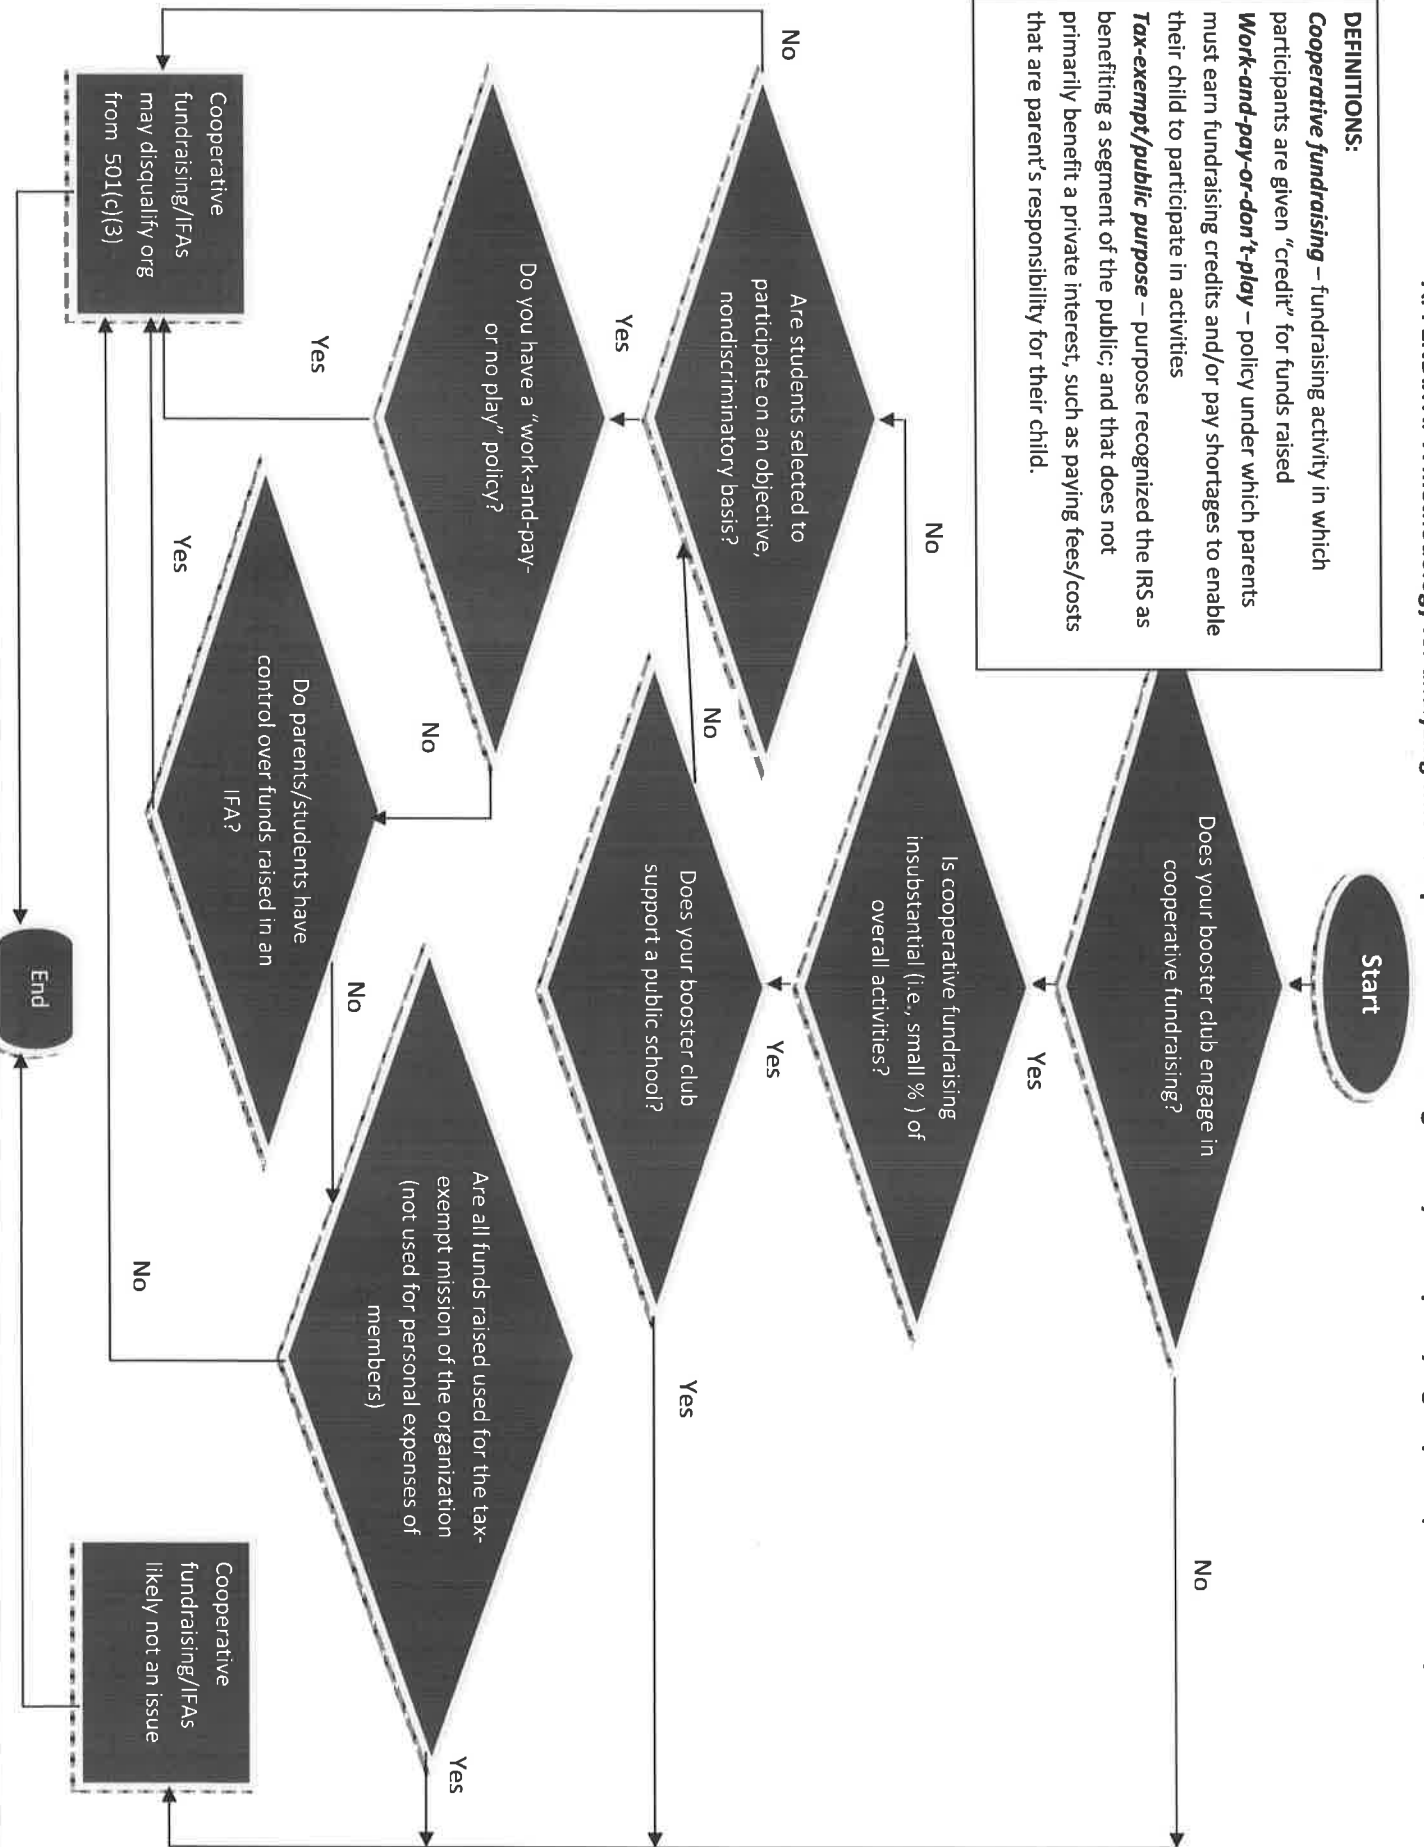 DEFINITIONS:
Cooperative fundraising – fundraising activity in which
participants are given “credit” for funds raised
Work-and-pay-or-don’t-play – policy under which parents
must earn fundraising credits and/or pay shortages to enable
their child to participate in activities
Tax-exempt/public purpose – purpose recognized the IRS as
benefiting a segment of the public; and that does not
primarily benefit a private interest, such as paying fees/costs
that are parent’s responsibility for their child.
Start
Does your booster club engage in
cooperative fundraising?
No
Yes
Is cooperative fundraising
insubstantial (i.e., small % ) of
overall activities?
No
Yes
Does your booster club
support a public school?
No
Yes
Are students selected to
participate on an objective,
nondiscriminatory basis?
No
Yes
Do you have a “work-and-pay-
or no play” policy?
No
Yes
Do parents/students have
control over funds raised in an
IFA?
No
Yes
Are all funds raised used for the tax-
exempt mission of the organization
(not used for personal expenses of
members)
Yes
No
Cooperative
fundraising/IFAs
may disqualify org
from 501(c)(3)
Cooperative
fundraising/IFAs
likely not an issue
End